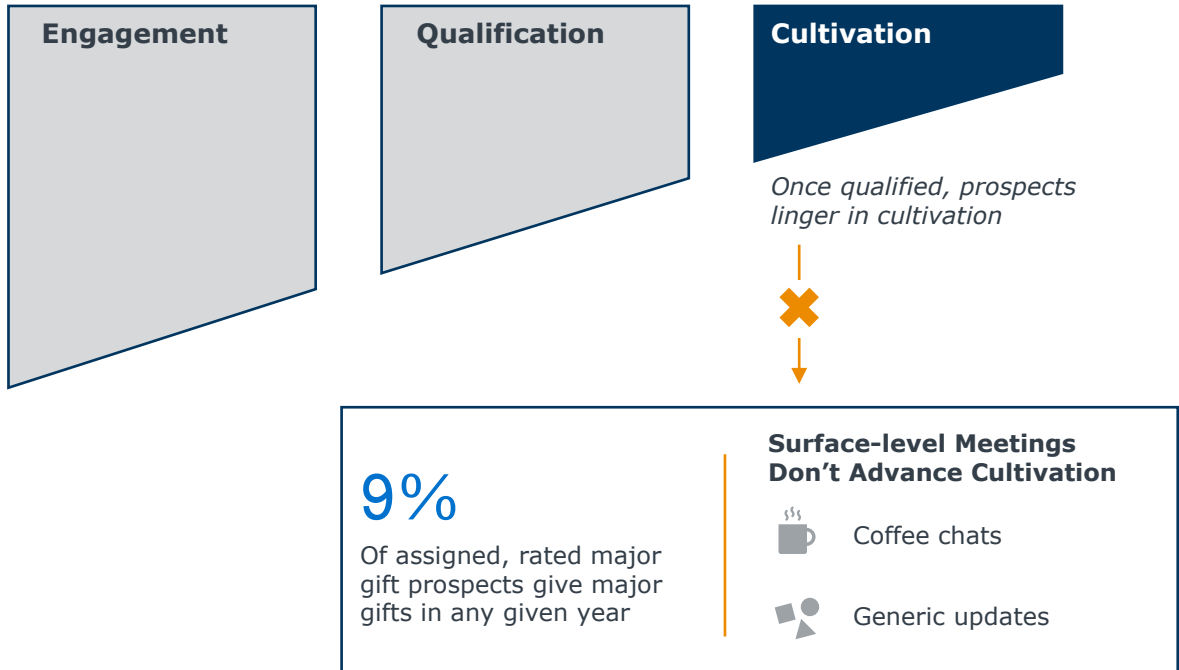 Engagement
Qualification
Cultivation
Once qualified, prospects
linger in cultivation
9%
Of assigned, rated major
gift prospects give major
gifts in any given year
Surface-level Meetings
Don’t Advance Cultivation
Coffee chats
Generic updates